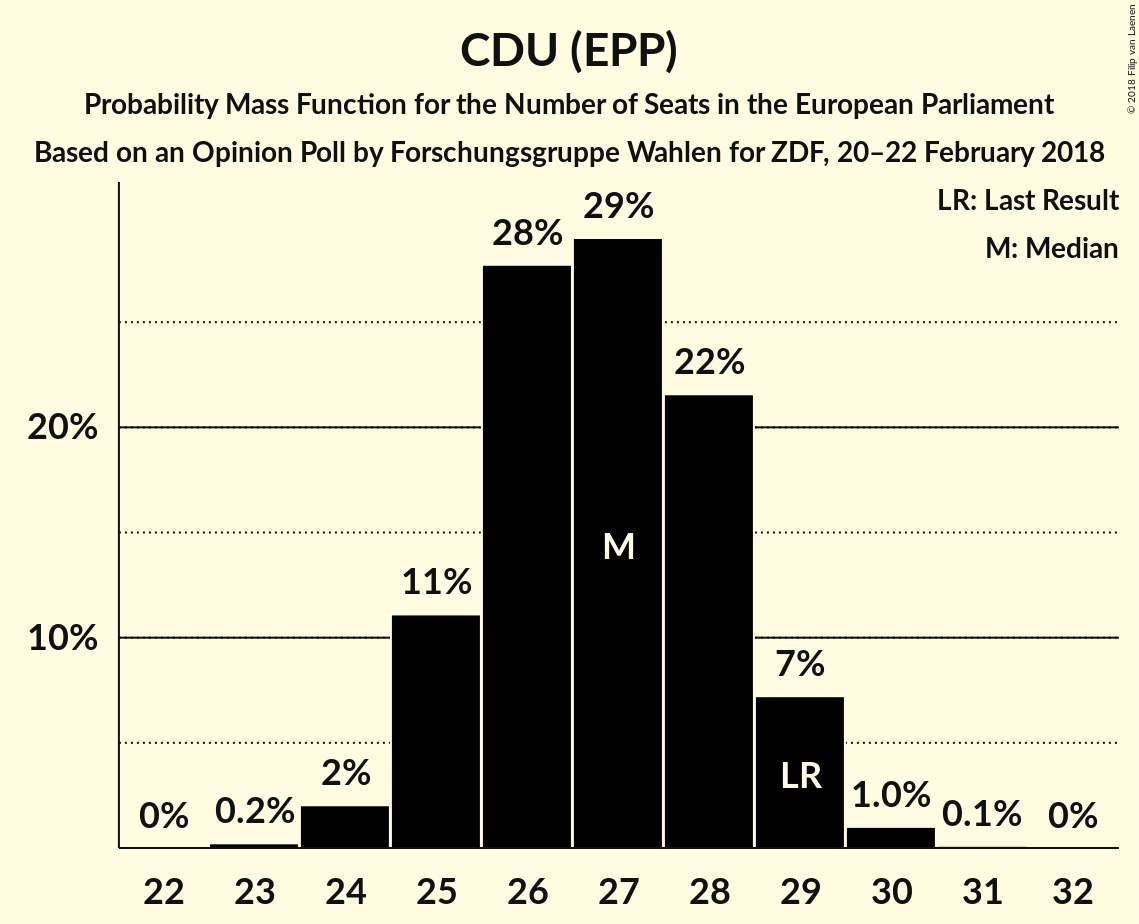 CDU (EPP)
Probability Mass Function for the Number of Seats in the European Parliament
Based on an Opinion Poll by Forschungsgruppe Wahlen for ZDF, 20–22 February 2018
© 2018 Filip van Laenen
LR: Last Result
M: Median
20%
10%
0%
0.2%
2%
11%
28%
29%
22%
7%
1.0%
0.1%
0%
M
LR
22 23 24 25 26 27 28 29 30 31 32